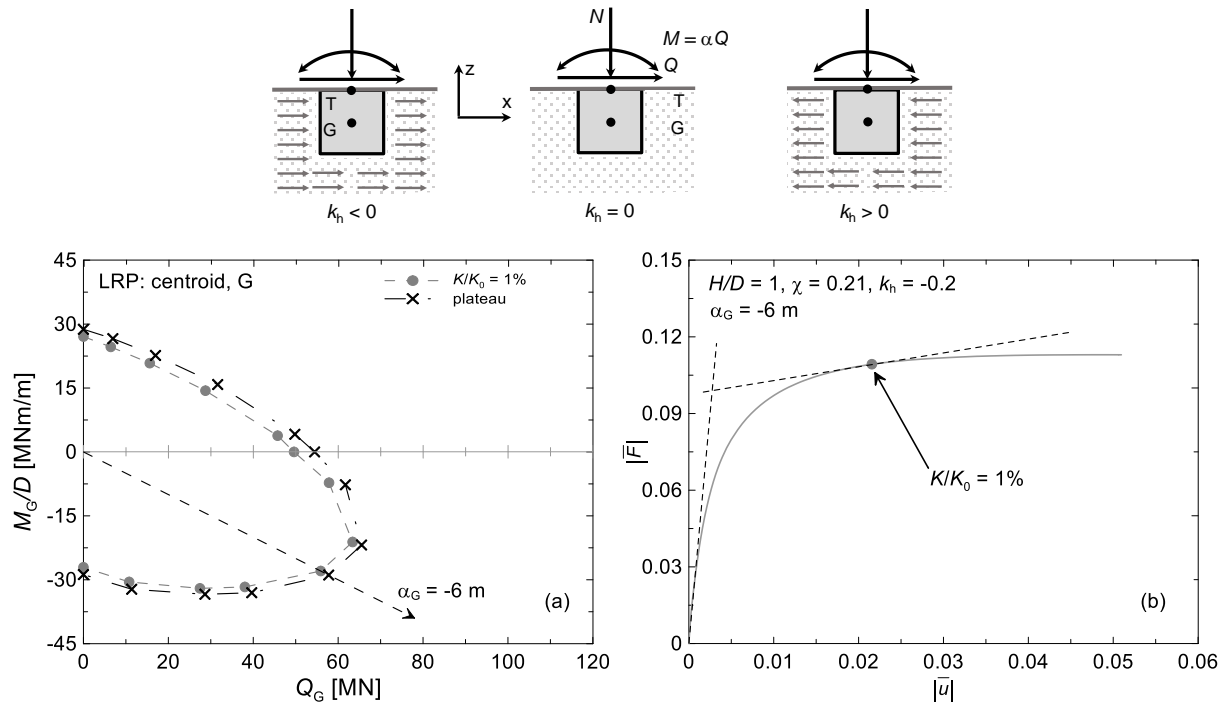 N
M = αQ
Q
z
x
T
G
T
G
T
G
k_h < 0
k_h = 0
k_h > 0
45
30
15
0
-15
-30
-45
M_G/D [MNm/m]
LRP: centroid, G
K/K_0 = 1%
plateau
α_G = -6 m
(a)
0
20
40
60
80
100
120
Q_G [MN]
0.15
0.12
0.09
0.06
0.03
0
|F̅|
H/D = 1, χ = 0.21, k_h = -0.2
α_G = -6 m
K/K_0 = 1%
(b)
0
0.01
0.02
0.03
0.04
0.05
0.06
|u̅|